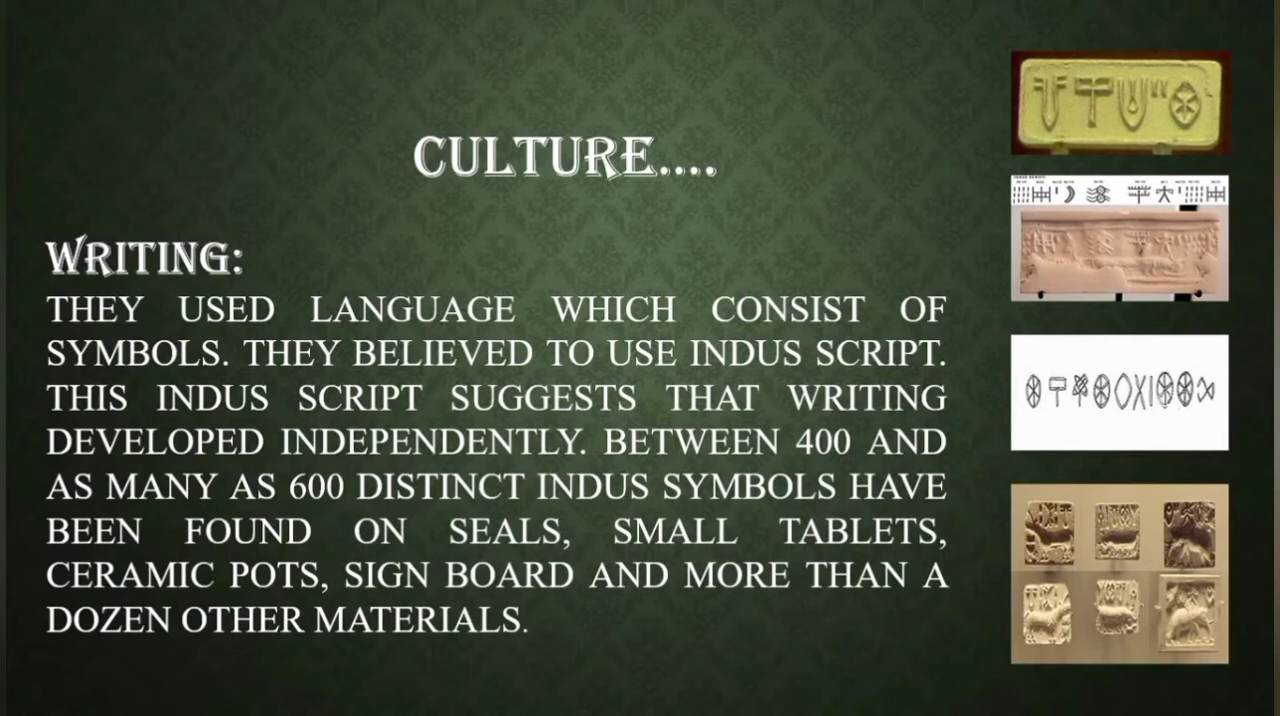 CULTURE....
WRITING:
THEY USED LANGUAGE WHICH CONSIST OF
SYMBOLS. THEY BELIEVED TO USE INDUS SCRIPT.
THIS INDUS SCRIPT SUGGESTS THAT WRITING
DEVELOPED INDEPENDENTLY. BETWEEN 400 AND
AS MANY AS 600 DISTINCT INDUS SYMBOLS HAVE
BEEN FOUND ON SEALS, SMALL TABLETS,
CERAMIC POTS, SIGN BOARD AND MORE THAN A
DOZEN OTHER MATERIALS.